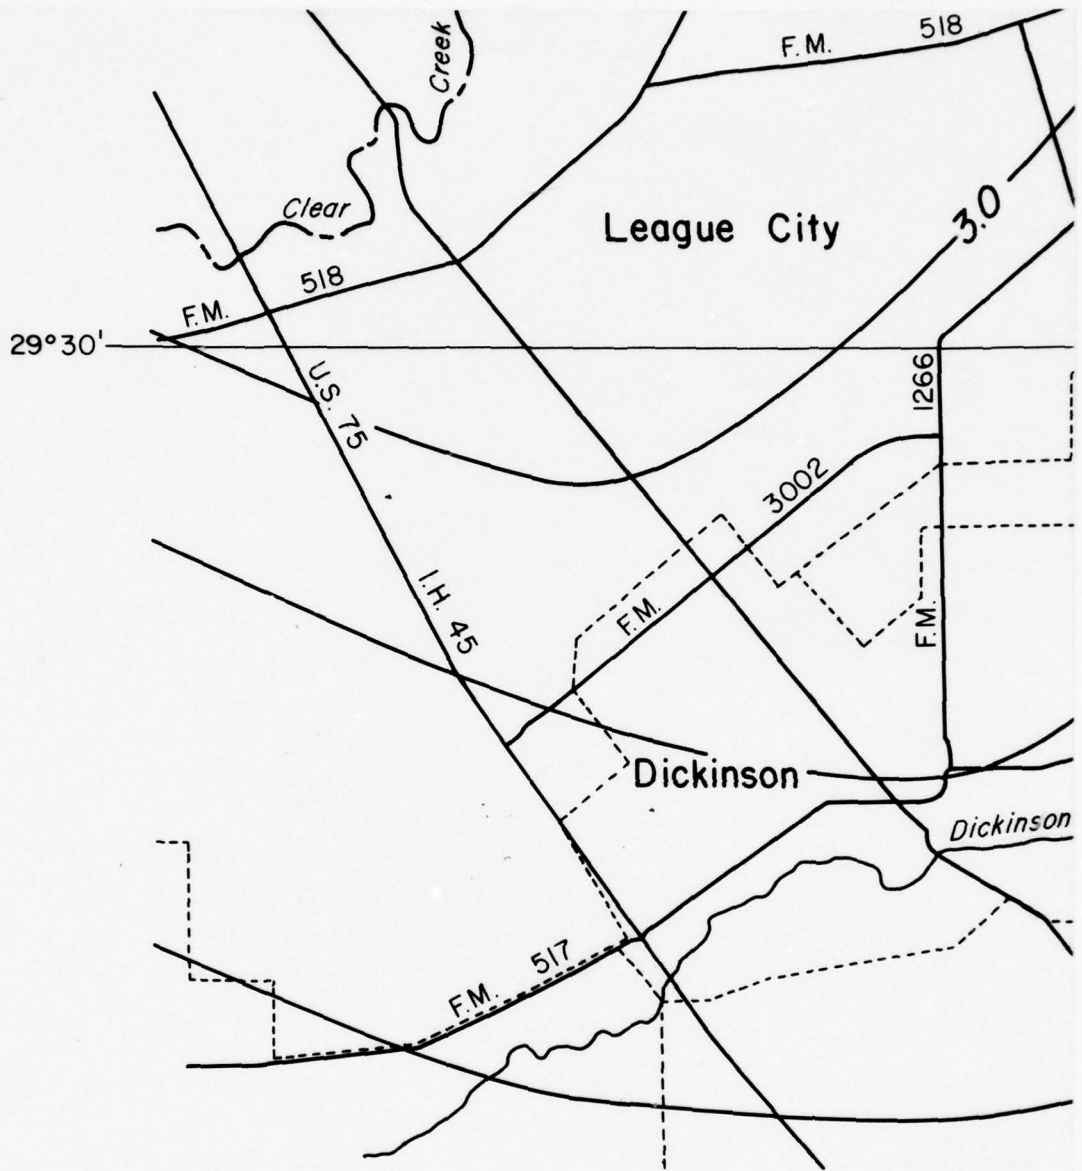 518
F.M.
Creek
Clear
League City
3.0
518
F.M.
29°30'
U.S. 75
1266
3002
I.H. 45
F.M.
F.M.
Dickinson
Dickinson
517
F.M.